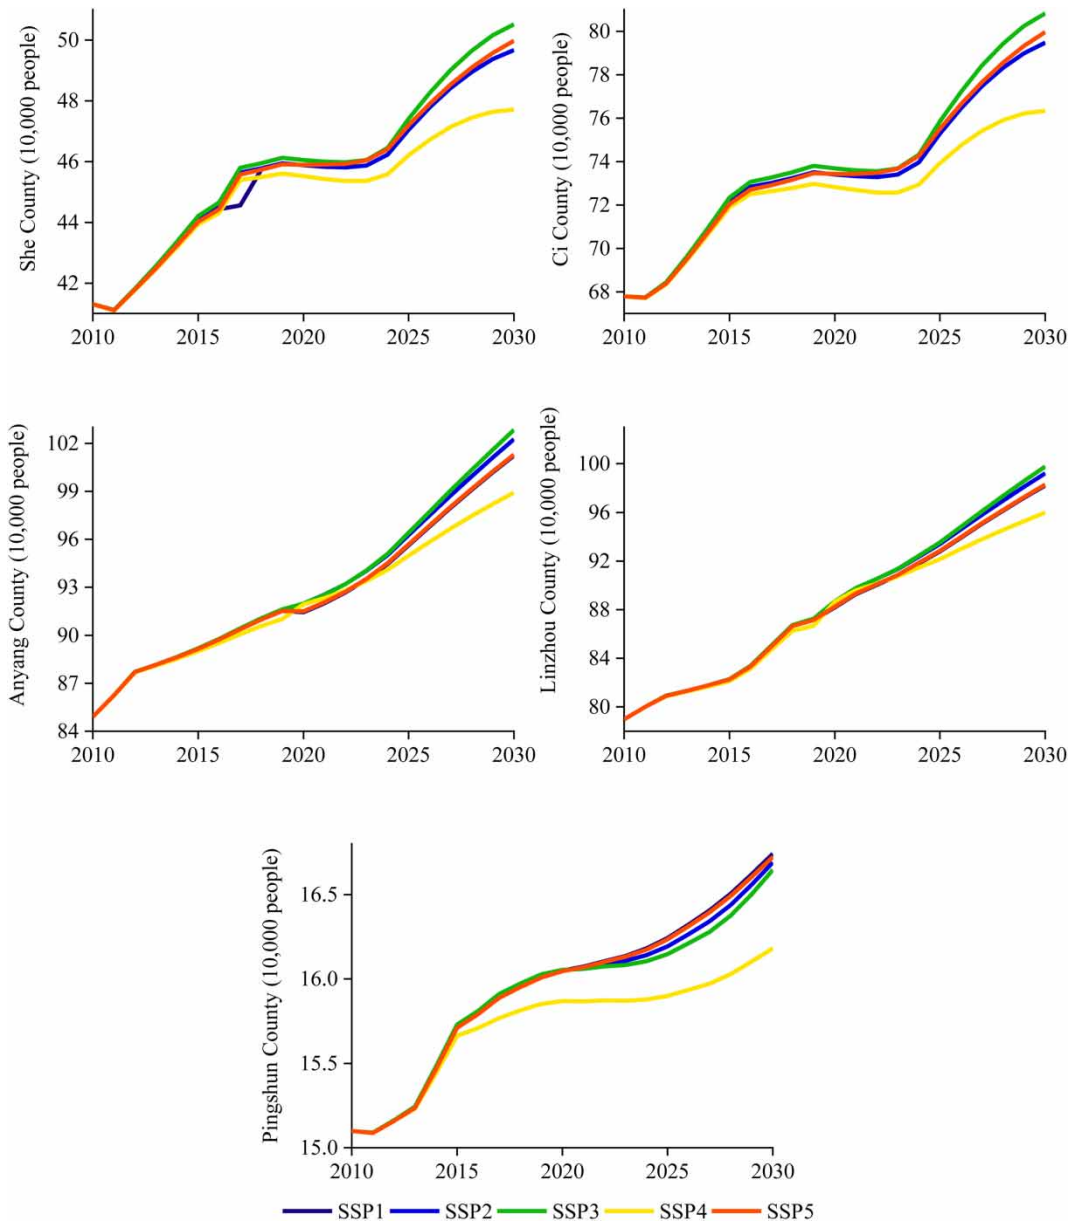 She County (10,000 people)
50
48
46
44
42
2010 2015 2020 2025 2030
Ci County (10,000 people)
80
78
76
74
72
70
68
2010 2015 2020 2025 2030
Anyang County (10,000 people)
102
99
96
93
90
87
84
2010 2015 2020 2025 2030
Linzhou County (10,000 people)
100
96
92
88
84
80
2010 2015 2020 2025 2030
Pingshun County (10,000 people)
16.5
16.0
15.5
15.0
2010 2015 2020 2025 2030
SSP1 SSP2 SSP3 SSP4 SSP5